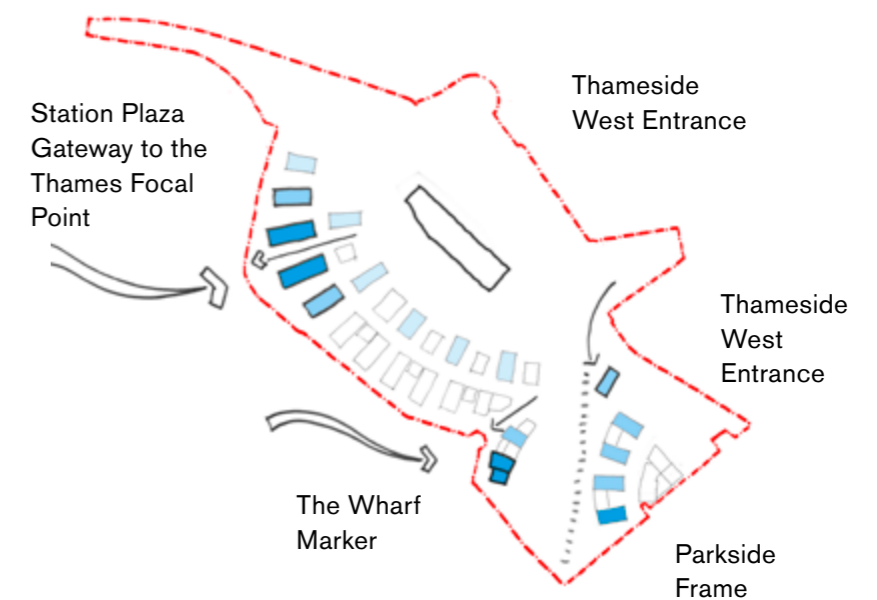 Station Plaza
Gateway to the
Thames Focal
Point
Thameside
West Entrance
Thameside
West
Entrance
The Wharf
Marker
Parkside
Frame